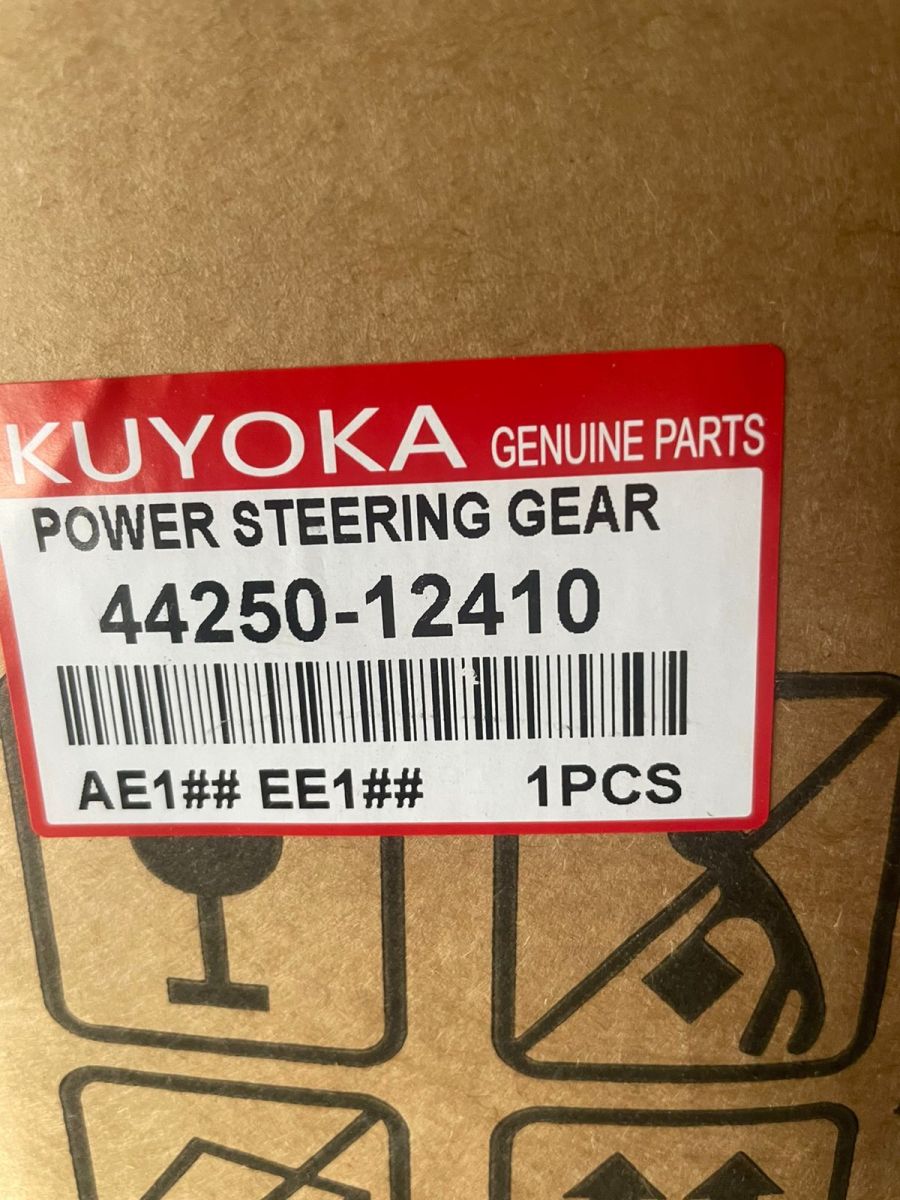 KUYOKA GENUINE PARTS
POWER STEERING GEAR
44250-12410
AE1## EE1## 1PCS